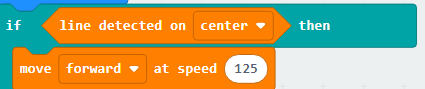 if line detected on center then
move forward at speed 125